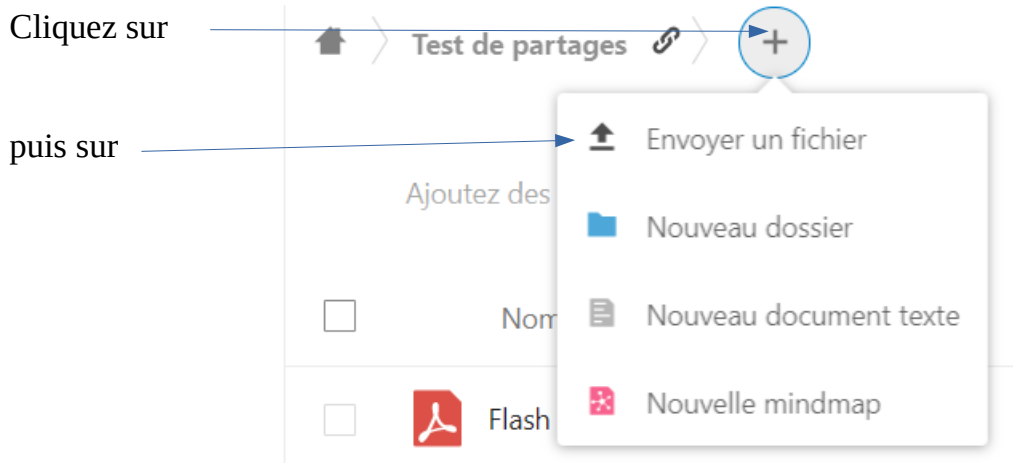 Cliquez sur
Test de partages
puis sur
Envoyer un fichier
Ajoutez des
Nouveau dossier
Nom
Nouveau document texte
Flash
Nouvelle mindmap